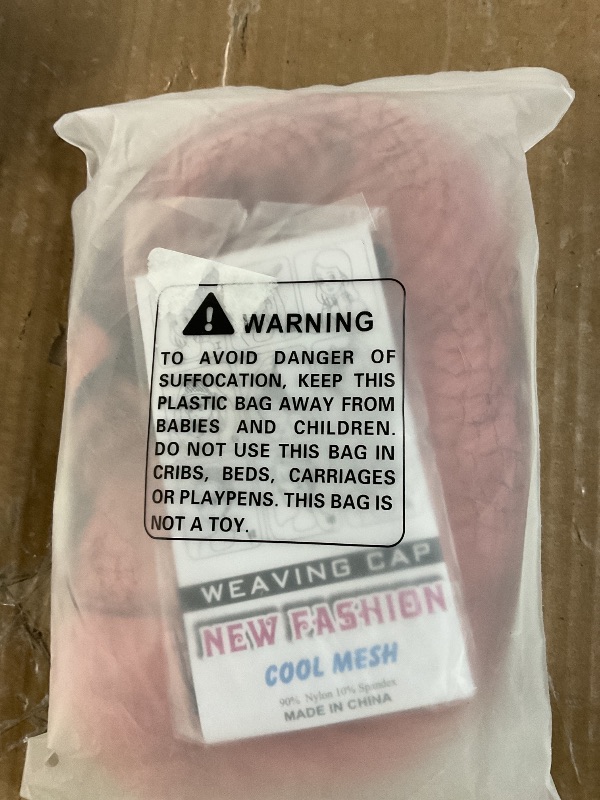 WARNING
TO AVOID DANGER OF
SUFFOCATION, KEEP THIS
PLASTIC BAG AWAY FROM
BABIES AND CHILDREN.
DO NOT USE THIS BAG IN
CRIBS, BEDS, CARRIAGES
OR PLAYPENS. THIS BAG IS
NOT A TOY.
WEAVING CAP
NEW FASHION
COOL MESH
90% Nylon 10% Spandex
MADE IN CHINA